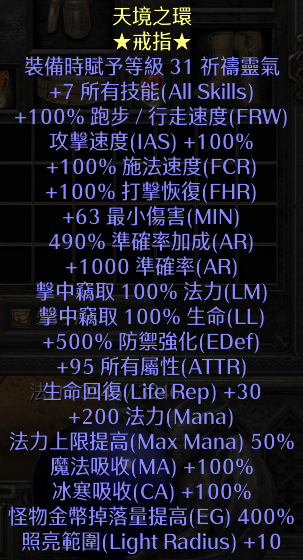 天境之環
★戒指★
裝備時賦予等級 31 祈禱靈氣
+7 所有技能(All Skills)
+100% 跑步 / 行走速度(FRW)
攻擊速度(IAS) +100%
+100% 施法速度(FCR)
+100% 打擊恢復(FHR)
+63 最小傷害(MIN)
490% 準確率加成(AR)
+1000 準確率(AR)
擊中竊取 100% 法力(LM)
擊中竊取 100% 生命(LL)
+500% 防禦強化(EDef)
+95 所有屬性(ATTR)
生命回復(Life Rep) +30
+200 法力(Mana)
法力上限提高(Max Mana) 50%
魔法吸收(MA) +100%
冰寒吸收(CA) +100%
怪物金幣掉落量提高(EG) 400%
照亮範圍(Light Radius) +10